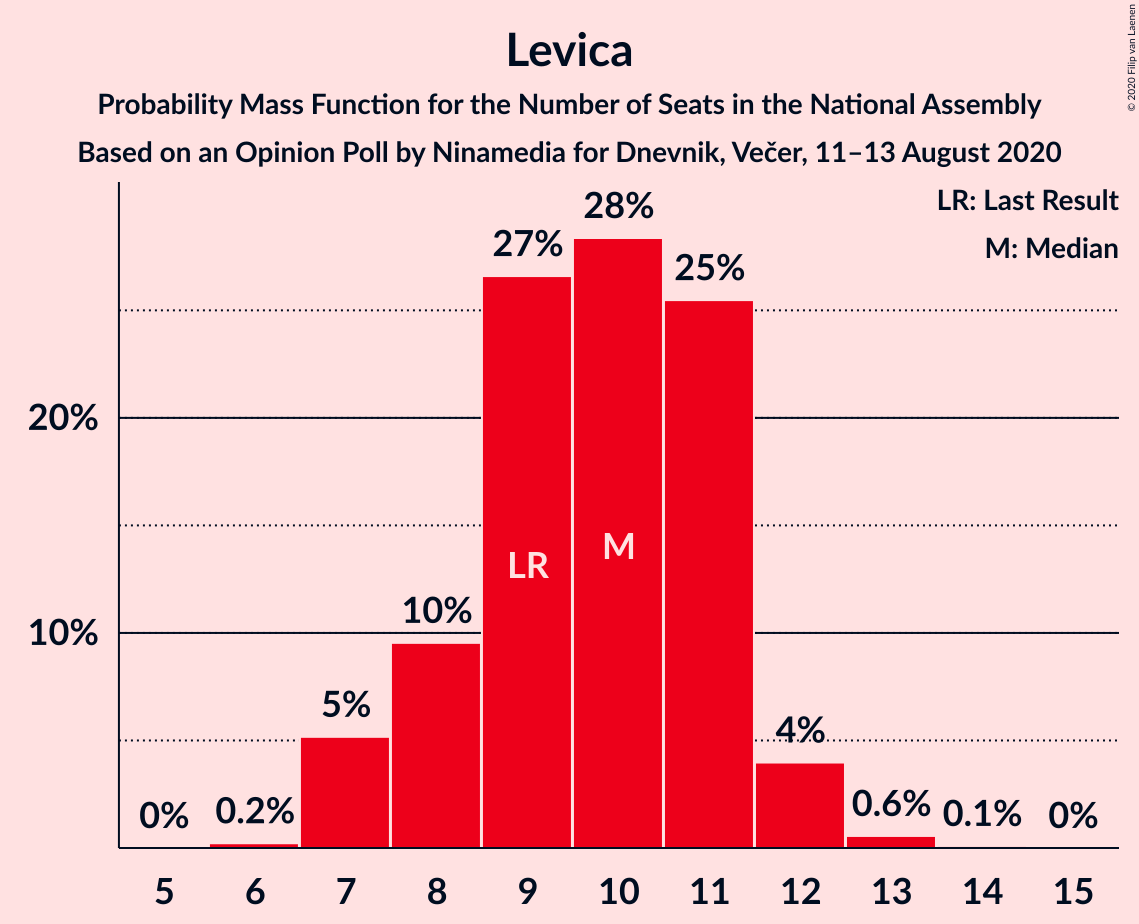 Levica
Probability Mass Function for the Number of Seats in the National Assembly
Based on an Opinion Poll by Ninamedia for Dnevnik, Večer, 11–13 August 2020
© 2020 Filip van Laenen
LR: Last Result
M: Median
28%
27%
25%
20%
LR
M
10%
10%
5%
4%
0%
0.2%
0.6%
0.1%
0%
5 6 7 8 9 10 11 12 13 14 15